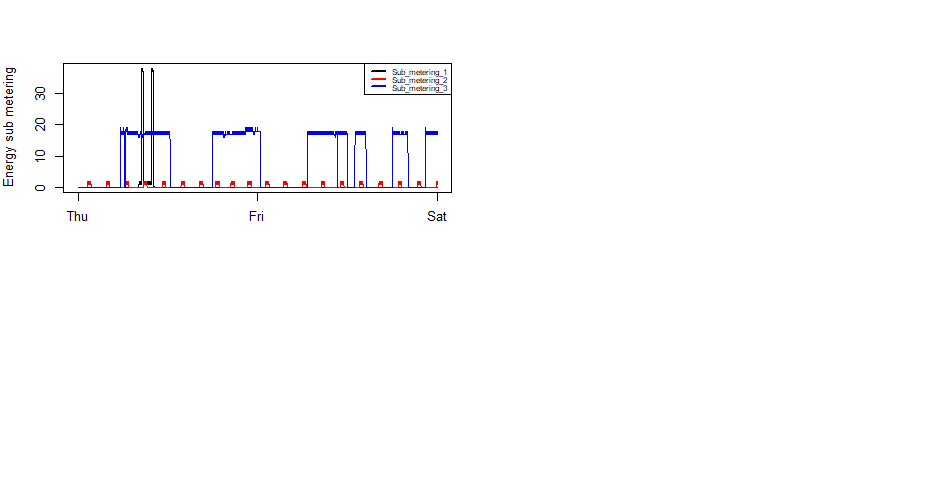 Energy sub metering
30
20
10
0
Sub_metering_1
Sub_metering_2
Sub_metering_3
Thu
Fri
Sat